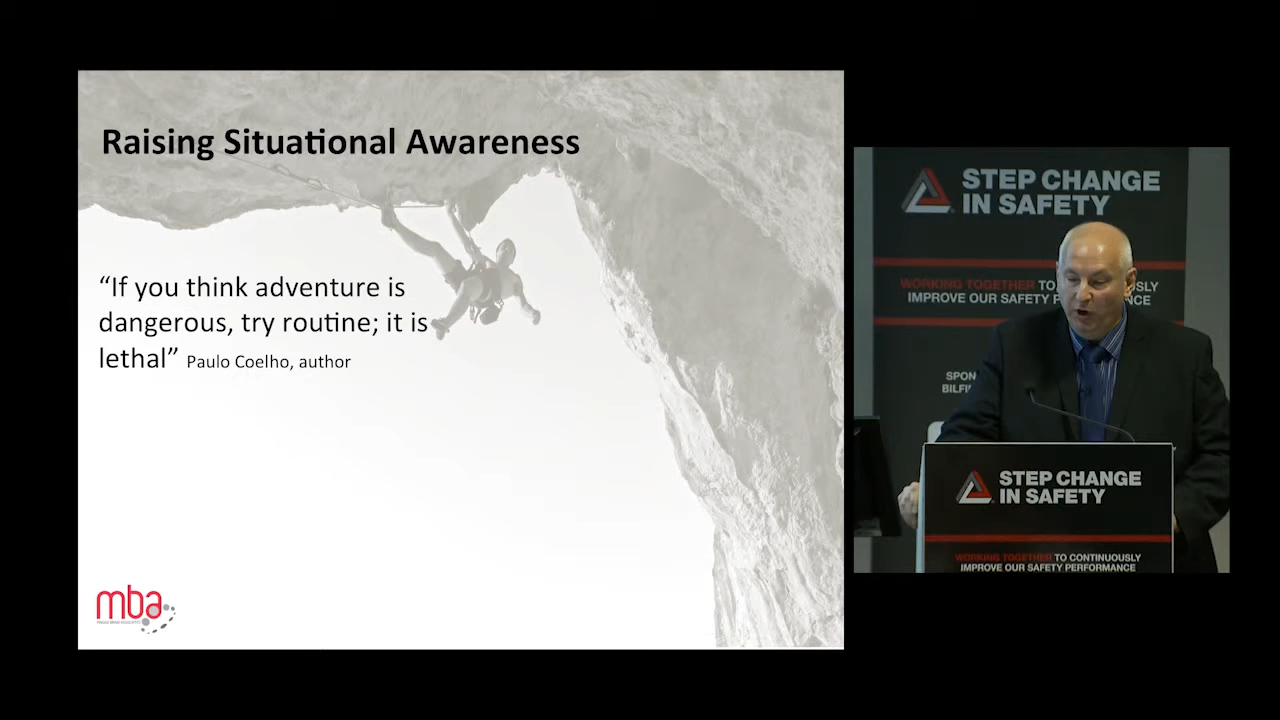 Raising Situational Awareness
“If you think adventure is
dangerous, try routine; it is
lethal” Paulo Coelho, author
mba
STEP CHANGE
IN SAFETY
WORKING TOGETHER TO CONTINUOUSLY
IMPROVE OUR SAFETY PERFORMANCE
STEP CHANGE
IN SAFETY
WORKING TOGETHER TO CONTINUOUSLY
IMPROVE OUR SAFETY PERFORMANCE